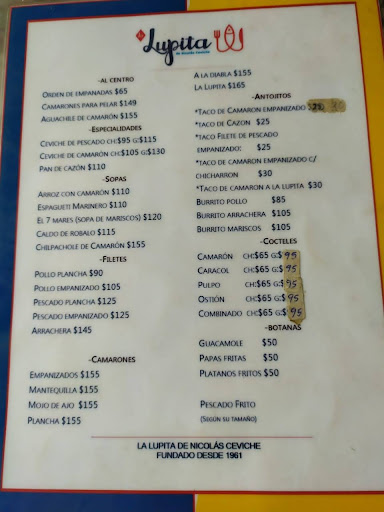 La Lupita
de Nicolás Ceviche
-AL CENTRO
ORDEN DE EMPANADAS $65
CAMARONES PARA PELAR $149
AGUACHILE DE CAMARÓN $155
-ESPECIALIDADES
CEVICHE DE PESCADO CH:$95 G:$115
CEVICHE DE CAMARÓN CH:$105 G:$130
PAN DE CAZÓN $110
-SOPAS
ARROZ CON CAMARÓN $110
ESPAGUETI MARINERO $110
EL 7 MARES (SOPA DE MARISCOS) $120
CALDO DE ROBALO $115
CHILPACHOLE DE CAMARÓN $155
-FILETES
POLLO PLANCHA $90
POLLO EMPANIZADO $105
PESCADO PLANCHA $125
PESCADO EMPANIZADO $125
ARRACHERA $145
-CAMARONES
EMPANIZADOS $155
MANTEQUILLA $155
MOJO DE AJO $155
PLANCHA $155
A LA DIABLA $155
LA LUPITA $165
-ANTOJITOS
*TACO DE CAMARON EMPANIZADO
*TACO DE CAZON $25
*TACO FILETE DE PESCADO
EMPANIZADO: $25
*TACO DE CAMARON EMPANIZADO C/
CHICHARRON $30
*TACO DE CAMARON A LA LUPITA $30
BURRITO POLLO $85
BURRITO ARRACHERA $105
BURRITO MARISCOS $105
-COCTELES
CAMARÓN CH:$65 G:$95
CARACOL CH:$65 G:$95
PULPO CH:$65 G:$95
OSTIÓN CH:$65 G:$95
COMBINADO CH:$65 G:$95
-BOTANAS
GUACAMOLE $50
PAPAS FRITAS $50
PLATANOS FRITOS $50
PESCADO FRITO
(SEGÚN SU TAMAÑO)
LA LUPITA DE NICOLÁS CEVICHE
FUNDADO DESDE 1961